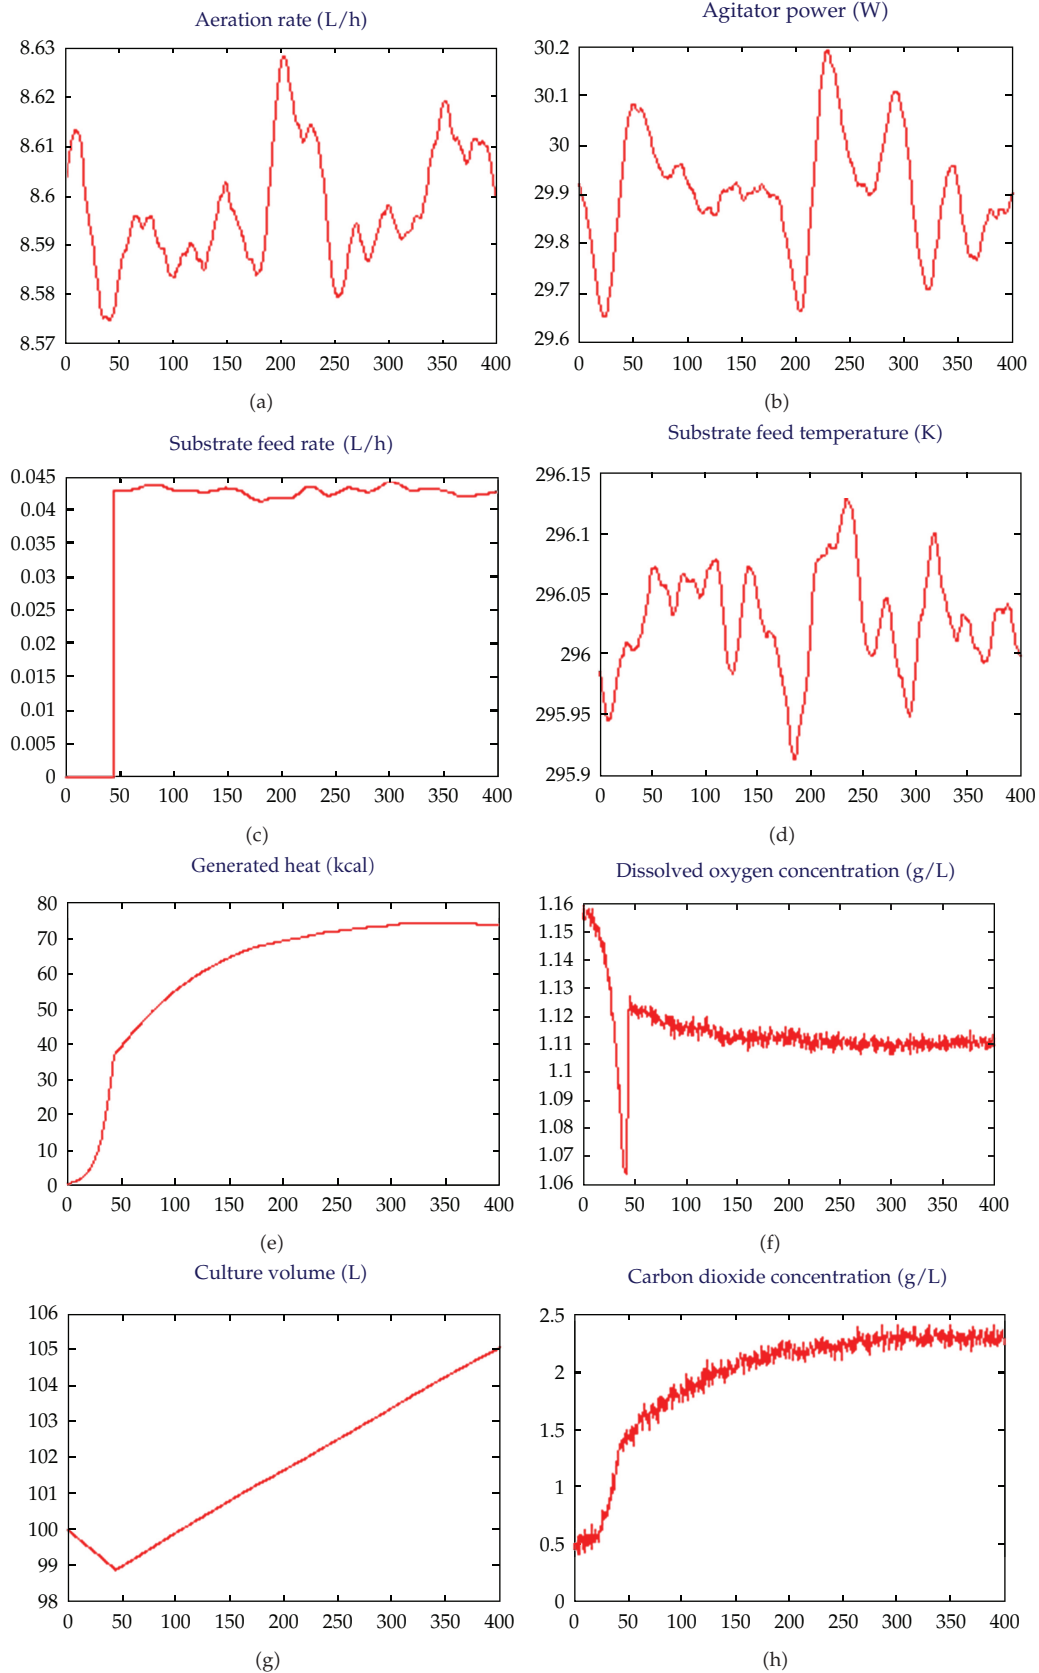 Aeration rate (L/h)
8.63
8.62
8.61
8.6
8.59
8.58
8.57
0 50 100 150 200 250 300 350 400
(a)
Agitator power (W)
30.2
30.1
30
29.9
29.8
29.7
29.6
0 50 100 150 200 250 300 350 400
(b)
Substrate feed rate (L/h)
0.045
0.04
0.035
0.03
0.025
0.02
0.015
0.01
0.005
0
0 50 100 150 200 250 300 350 400
(c)
Substrate feed temperature (K)
296.15
296.1
296.05
296
295.95
295.9
0 50 100 150 200 250 300 350 400
(d)
Generated heat (kcal)
80
70
60
50
40
30
20
10
0
0 50 100 150 200 250 300 350 400
(e)
Dissolved oxygen concentration (g/L)
1.16
1.15
1.14
1.13
1.12
1.11
1.1
1.09
1.08
1.07
1.06
0 50 100 150 200 250 300 350 400
(f)
Culture volume (L)
106
105
104
103
102
101
100
99
98
0 50 100 150 200 250 300 350 400
(g)
Carbon dioxide concentration (g/L)
2.5
2
1.5
1
0.5
0
0 50 100 150 200 250 300 350 400
(h)